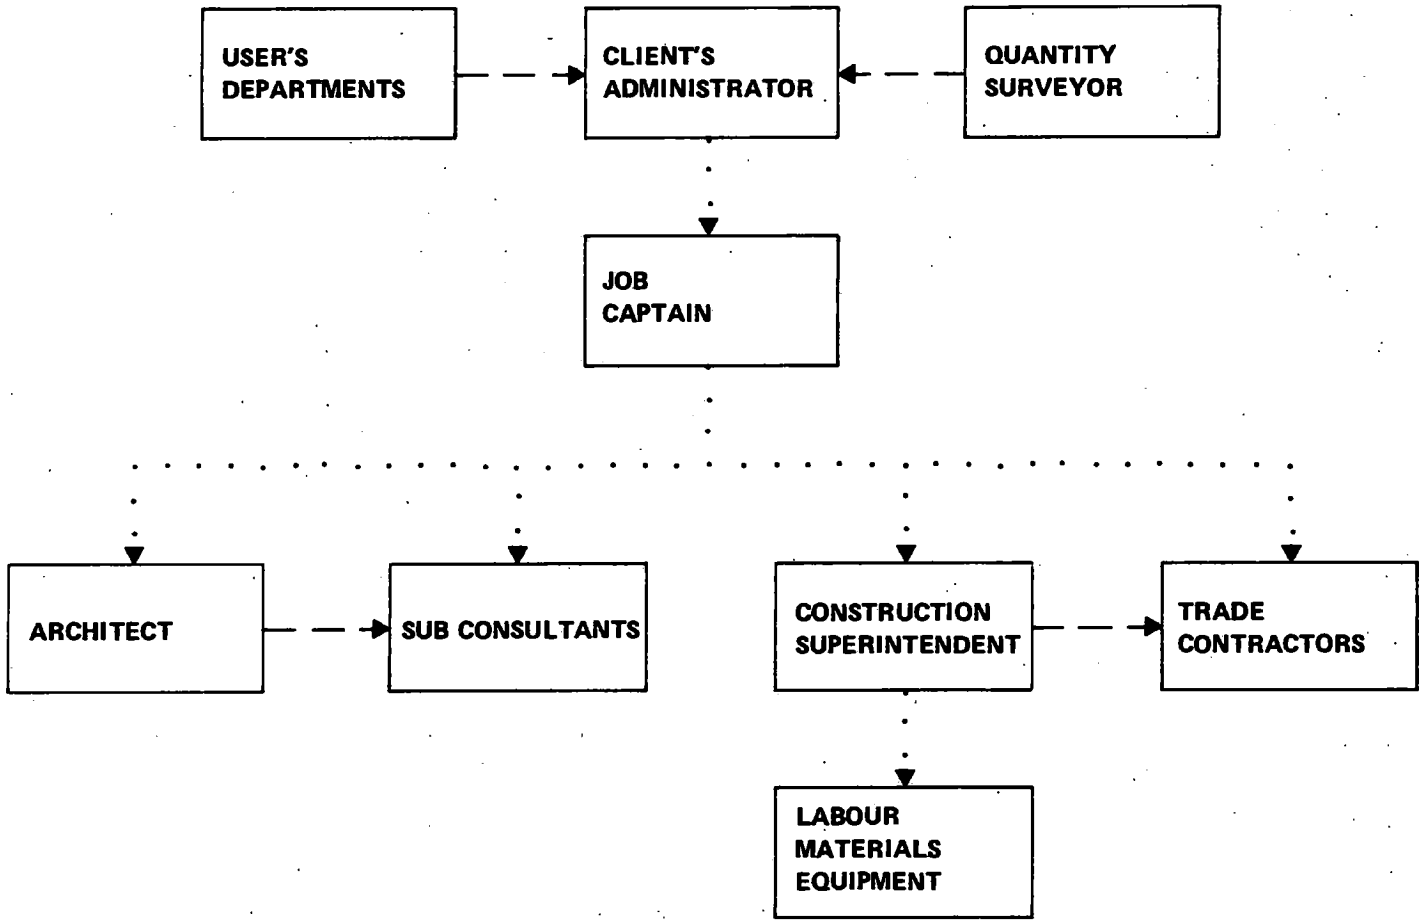 USER'S
DEPARTMENTS
CLIENT'S
ADMINISTRATOR
QUANTITY
SURVEYOR
JOB
CAPTAIN
ARCHITECT
SUB CONSULTANTS
CONSTRUCTION
SUPERINTENDENT
TRADE
CONTRACTORS
LABOUR
MATERIALS
EQUIPMENT